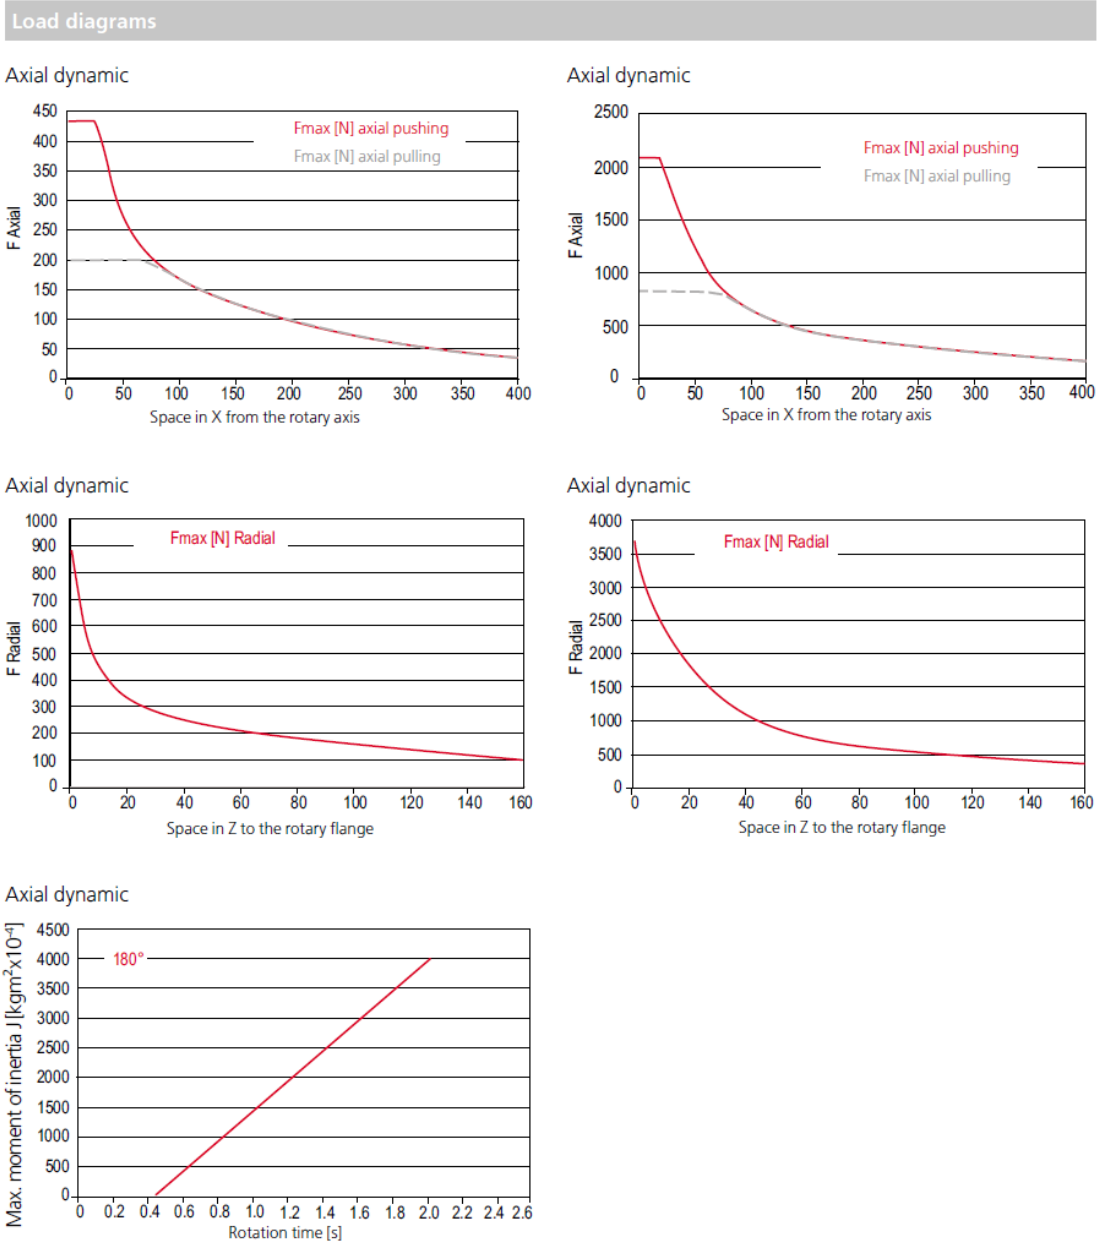 Load diagrams
Axial dynamic
450
400
350
300
250
200
150
100
50
0
F Axial
Fmax [N] axial pushing
Fmax [N] axial pulling
0 50 100 150 200 250 300 350 400
Space in X from the rotary axis
Axial dynamic
2500
2000
1500
1000
500
0
F Axial
Fmax [N] axial pushing
Fmax [N] axial pulling
0 50 100 150 200 250 300 350 400
Space in X from the rotary axis
Axial dynamic
1000
900
800
700
600
500
400
300
200
100
0
F Radial
Fmax [N] Radial
0 20 40 60 80 100 120 140 160
Space in Z to the rotary flange
Axial dynamic
4000
3500
3000
2500
2000
1500
1000
500
0
F Radial
Fmax [N] Radial
0 20 40 60 80 100 120 140 160
Space in Z to the rotary flange
Axial dynamic
4500
4000
3500
3000
2500
2000
1500
1000
500
0
Max. moment of inertia J [kgm²x10⁻⁴]
180°
0 0.2 0.4 0.6 0.8 1.0 1.2 1.4 1.6 1.8 2.0 2.2 2.4 2.6
Rotation time [s]